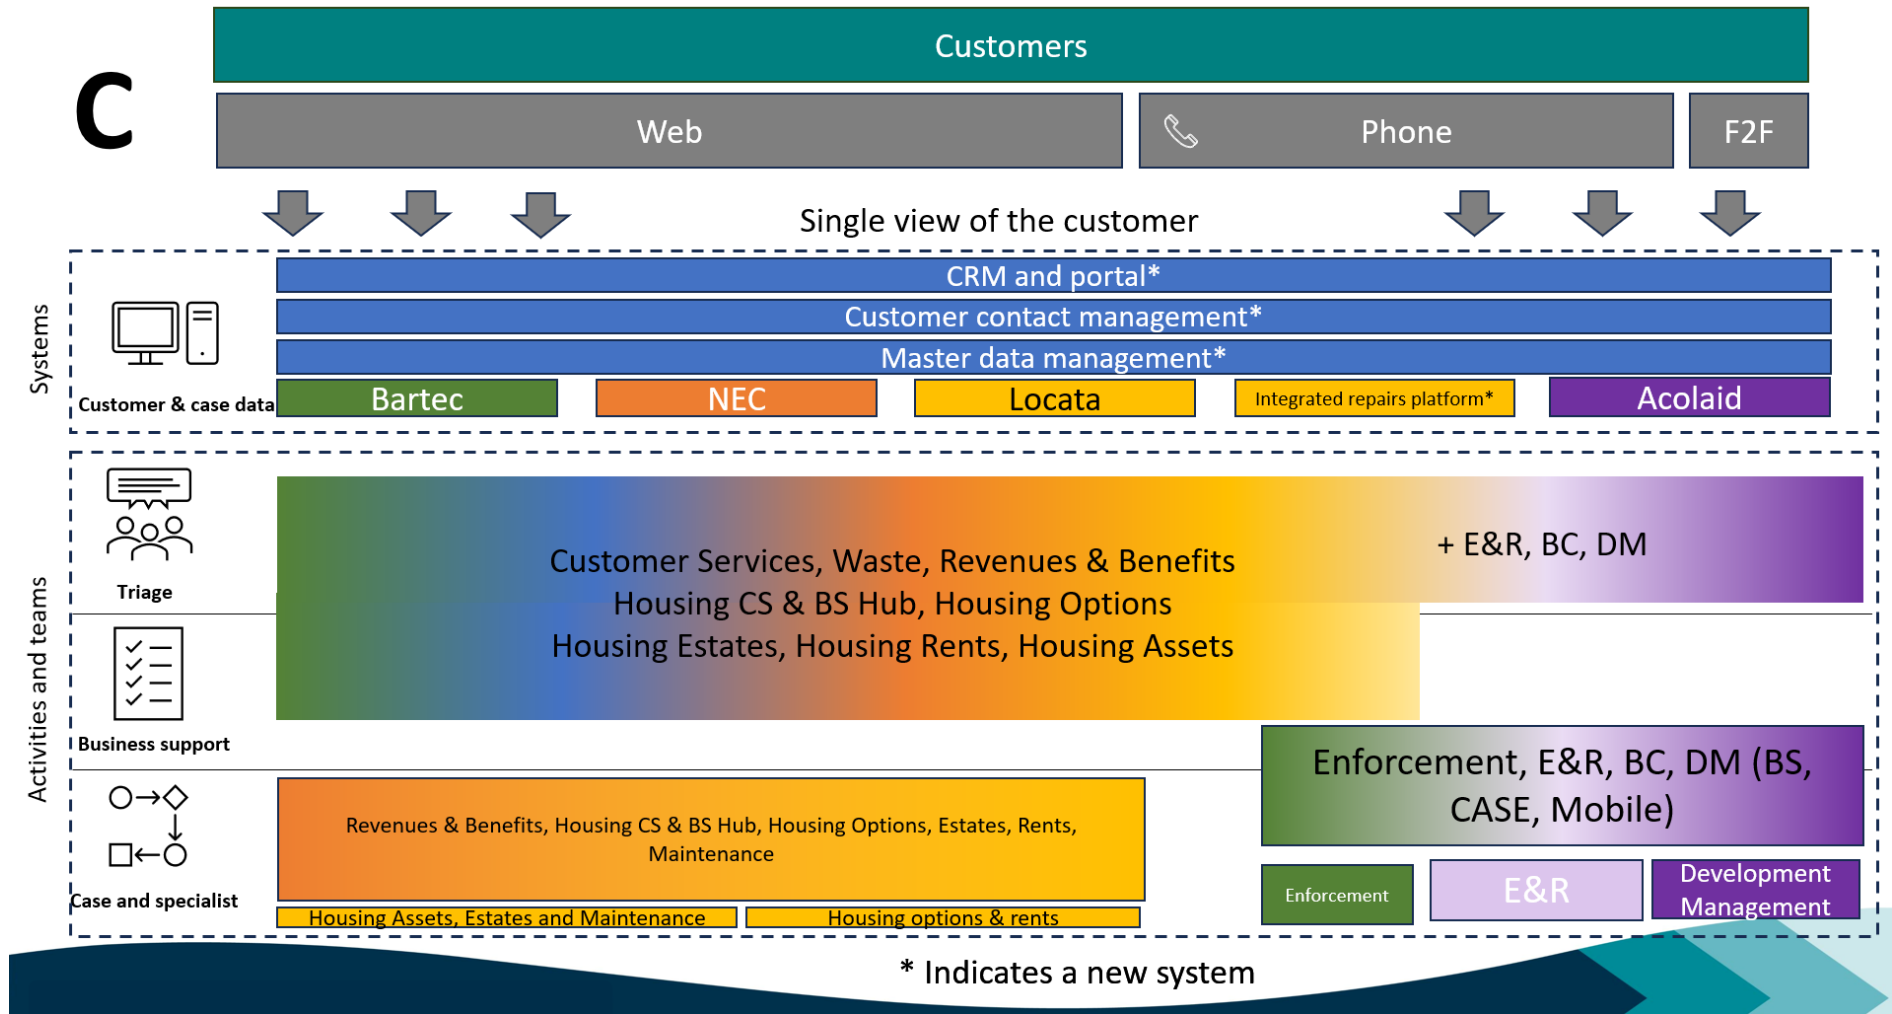 Customers
C
Web
Phone
F2F
Single view of the customer
Systems
CRM and portal*
Customer contact management*
Master data management*
Customer & case data
Bartec
NEC
Locata
Integrated repairs platform*
Acolaid
Activities and teams
Triage
Customer Services, Waste, Revenues & Benefits
Housing CS & BS Hub, Housing Options
Housing Estates, Housing Rents, Housing Assets
+ E&R, BC, DM
Business support
Enforcement, E&R, BC, DM (BS,
CASE, Mobile)
Case and specialist
Revenues & Benefits, Housing CS & BS Hub, Housing Options, Estates, Rents,
Maintenance
Housing Assets, Estates and Maintenance
Housing options & rents
Enforcement
E&R
Development
Management
* Indicates a new system